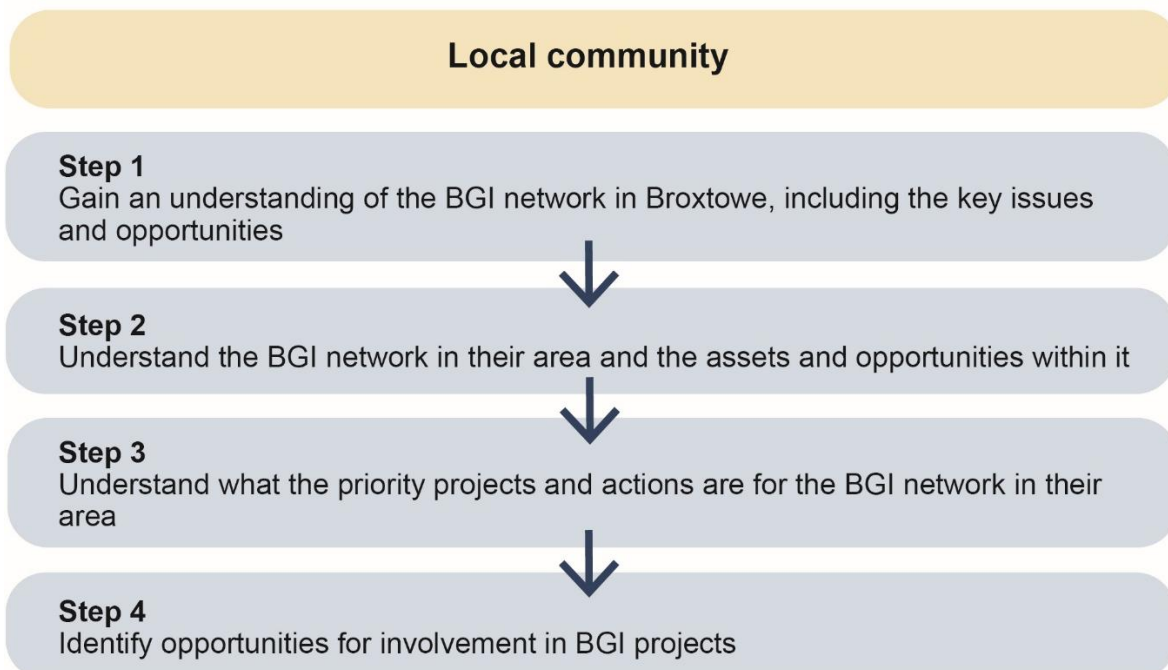 Local community
Step 1
Gain an understanding of the BGI network in Broxtowe, including the key issues
and opportunities
Step 2
Understand the BGI network in their area and the assets and opportunities within it
Step 3
Understand what the priority projects and actions are for the BGI network in their
area
Step 4
Identify opportunities for involvement in BGI projects